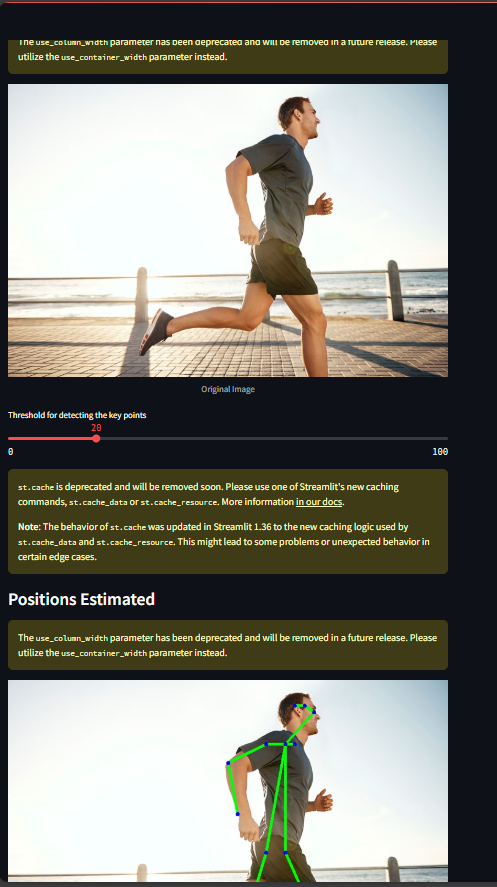 The use_column_width parameter has been deprecated and will be removed in a future release. Please
utilize the use_container_width parameter instead.
Original Image
Threshold for detecting the key points
20
0 100
st.cache is deprecated and will be removed soon. Please use one of Streamlit's new caching
commands, st.cache_data or st.cache_resource. More information in our docs.
Note: The behavior of st.cache was updated in Streamlit 1.36 to the new caching logic used by
st.cache_data and st.cache_resource. This might lead to some problems or unexpected behavior in
certain edge cases.
Positions Estimated
The use_column_width parameter has been deprecated and will be removed in a future release. Please
utilize the use_container_width parameter instead.